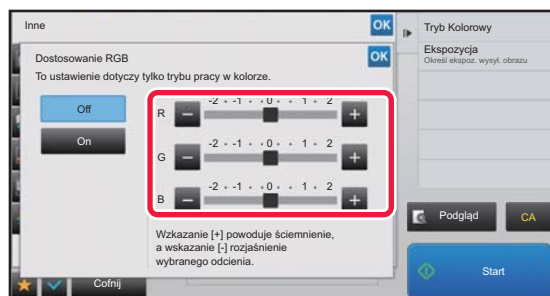 Inne
OK
Dostosowanie RGB
OK
To ustawienie dotyczy tylko trybu pracy w kolorze.
Off
On
-2 • -1 • • 0 • • 1 • 2
R − +
-2 • -1 • • 0 • • 1 • 2
G − +
-2 • -1 • • 0 • • 1 • 2
B − +
Wzkazanie [+] powoduje ściemnienie,
a wskazanie [-] rozjaśnienie
wybranego odcienia.
Cofnij
Tryb Kolorowy
Ekspozycja
Określ ekspoz. wysył. obrazu
Podgląd
CA
Start